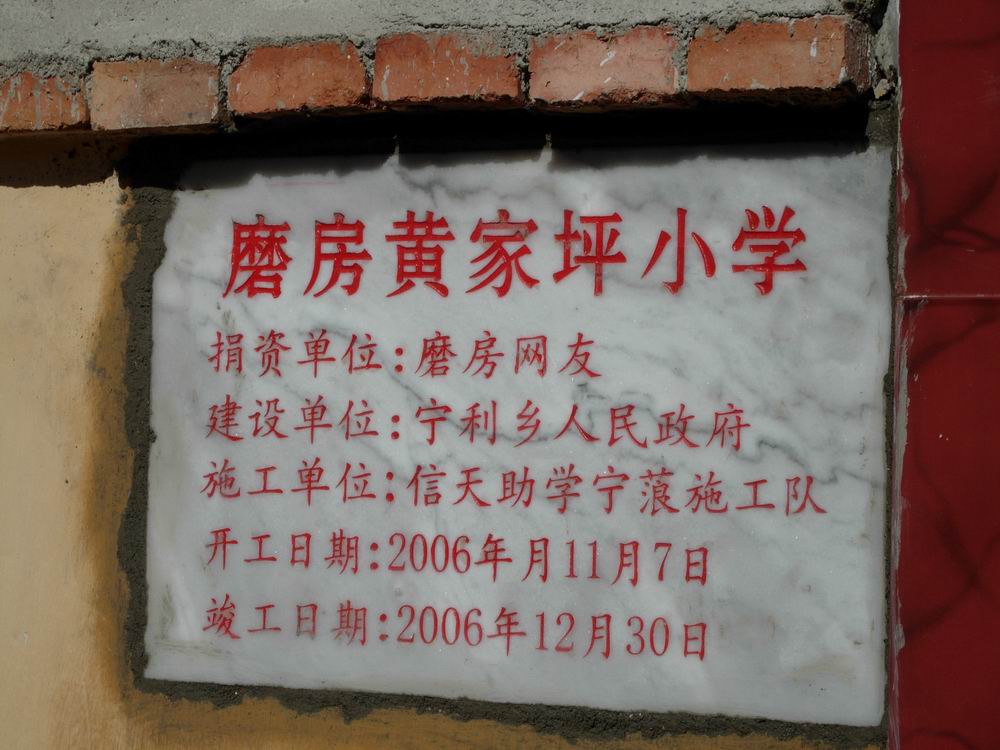 磨房黄家坪小学
捐资单位:磨房网友
建设单位:宁利乡人民政府
施工单位:信天助学宁蒗施工队
开工日期:2006年月11月7日
竣工日期:2006年12月30日